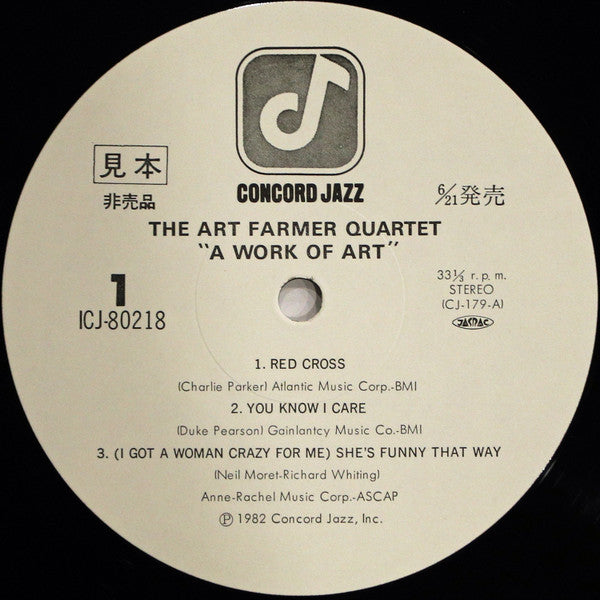 見本
非売品
CONCORD JAZZ
6/21発売
THE ART FARMER QUARTET
"A WORK OF ART"
1
ICJ-80218
33⅓ r. p. m.
STEREO
(CJ-179-A)
JASRAC
1. RED CROSS
(Charlie Parker) Atlantic Music Corp.-BMI
2. YOU KNOW I CARE
(Duke Pearson) Gainlantcy Music Co.-BMI
3. (I GOT A WOMAN CRAZY FOR ME) SHE'S FUNNY THAT WAY
(Neil Moret-Richard Whiting)
Anne-Rachel Music Corp.-ASCAP
Ⓟ 1982 Concord Jazz, Inc.